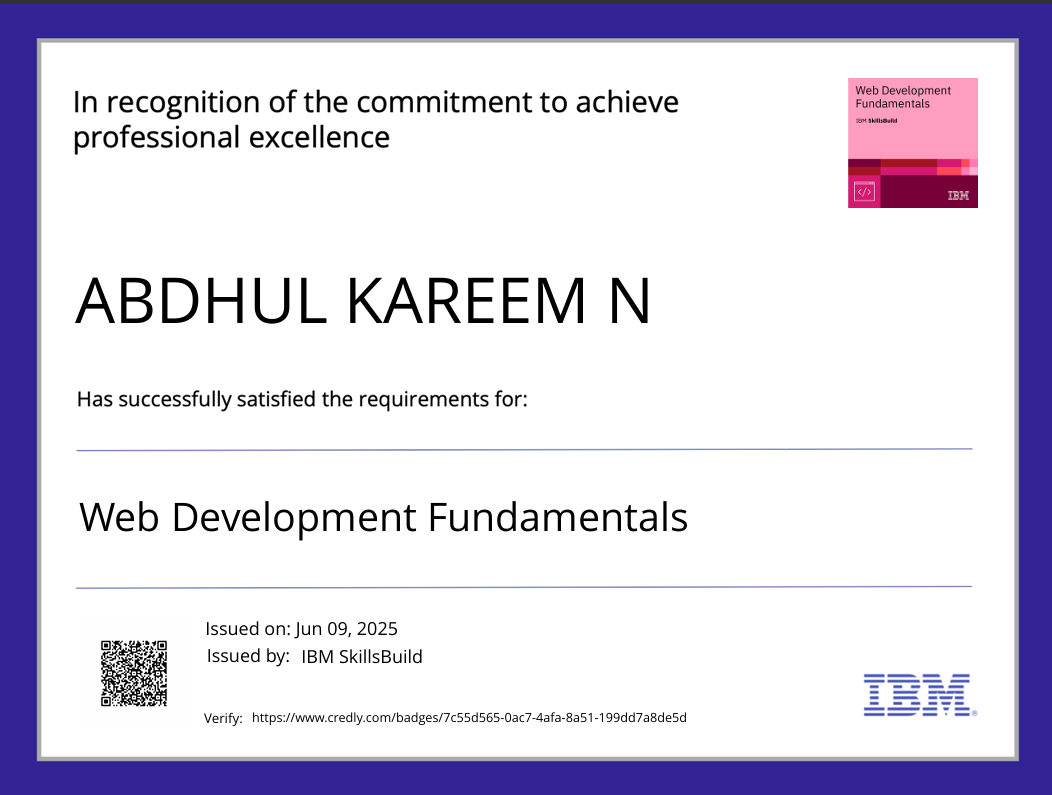 In recognition of the commitment to achieve
professional excellence
Web Development
Fundamentals
IBM SkillsBuild
</>
IBM
ABDHUL KAREEM N
Has successfully satisfied the requirements for:
Web Development Fundamentals
Issued on: Jun 09, 2025
Issued by: IBM SkillsBuild
Verify: https://www.credly.com/badges/7c55d565-0ac7-4afa-8a51-199dd7a8de5d
IBM®